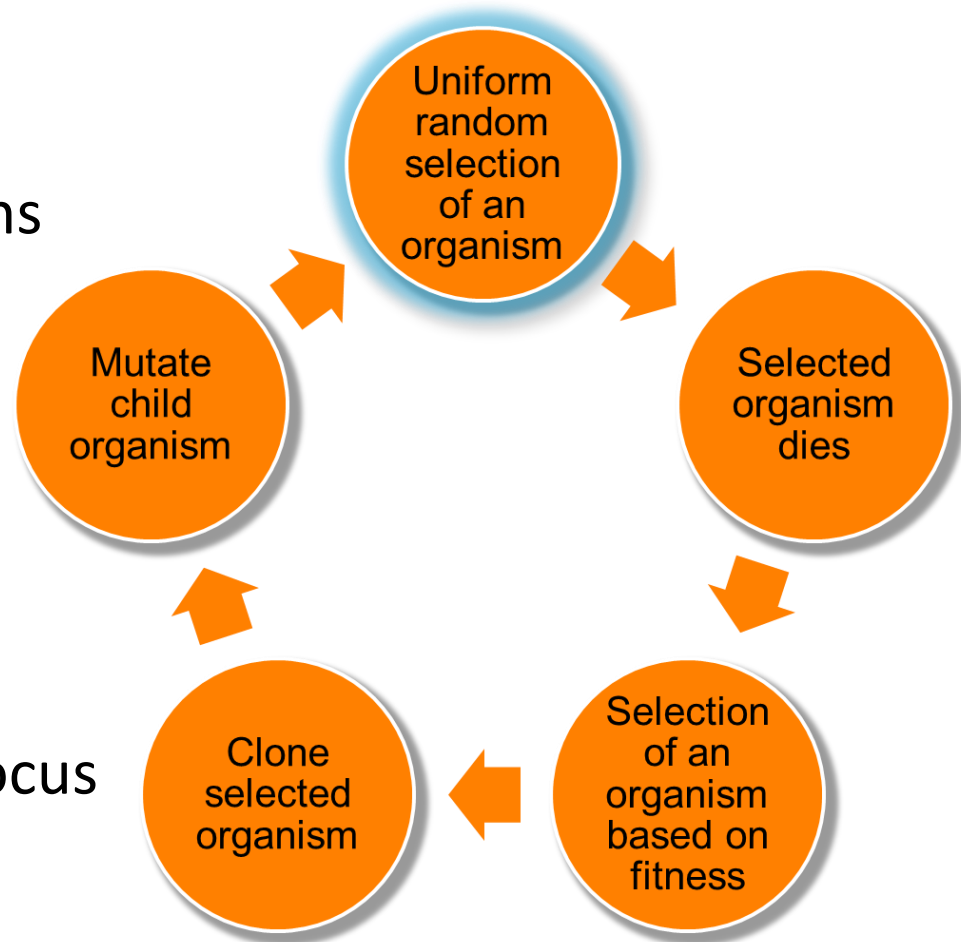 Uniform
random
selection
of an
organism
ns
Selected
organism
dies
Selection
of an
organism
based on
fitness
Clone
selected
organism
ocus
Mutate
child
organism